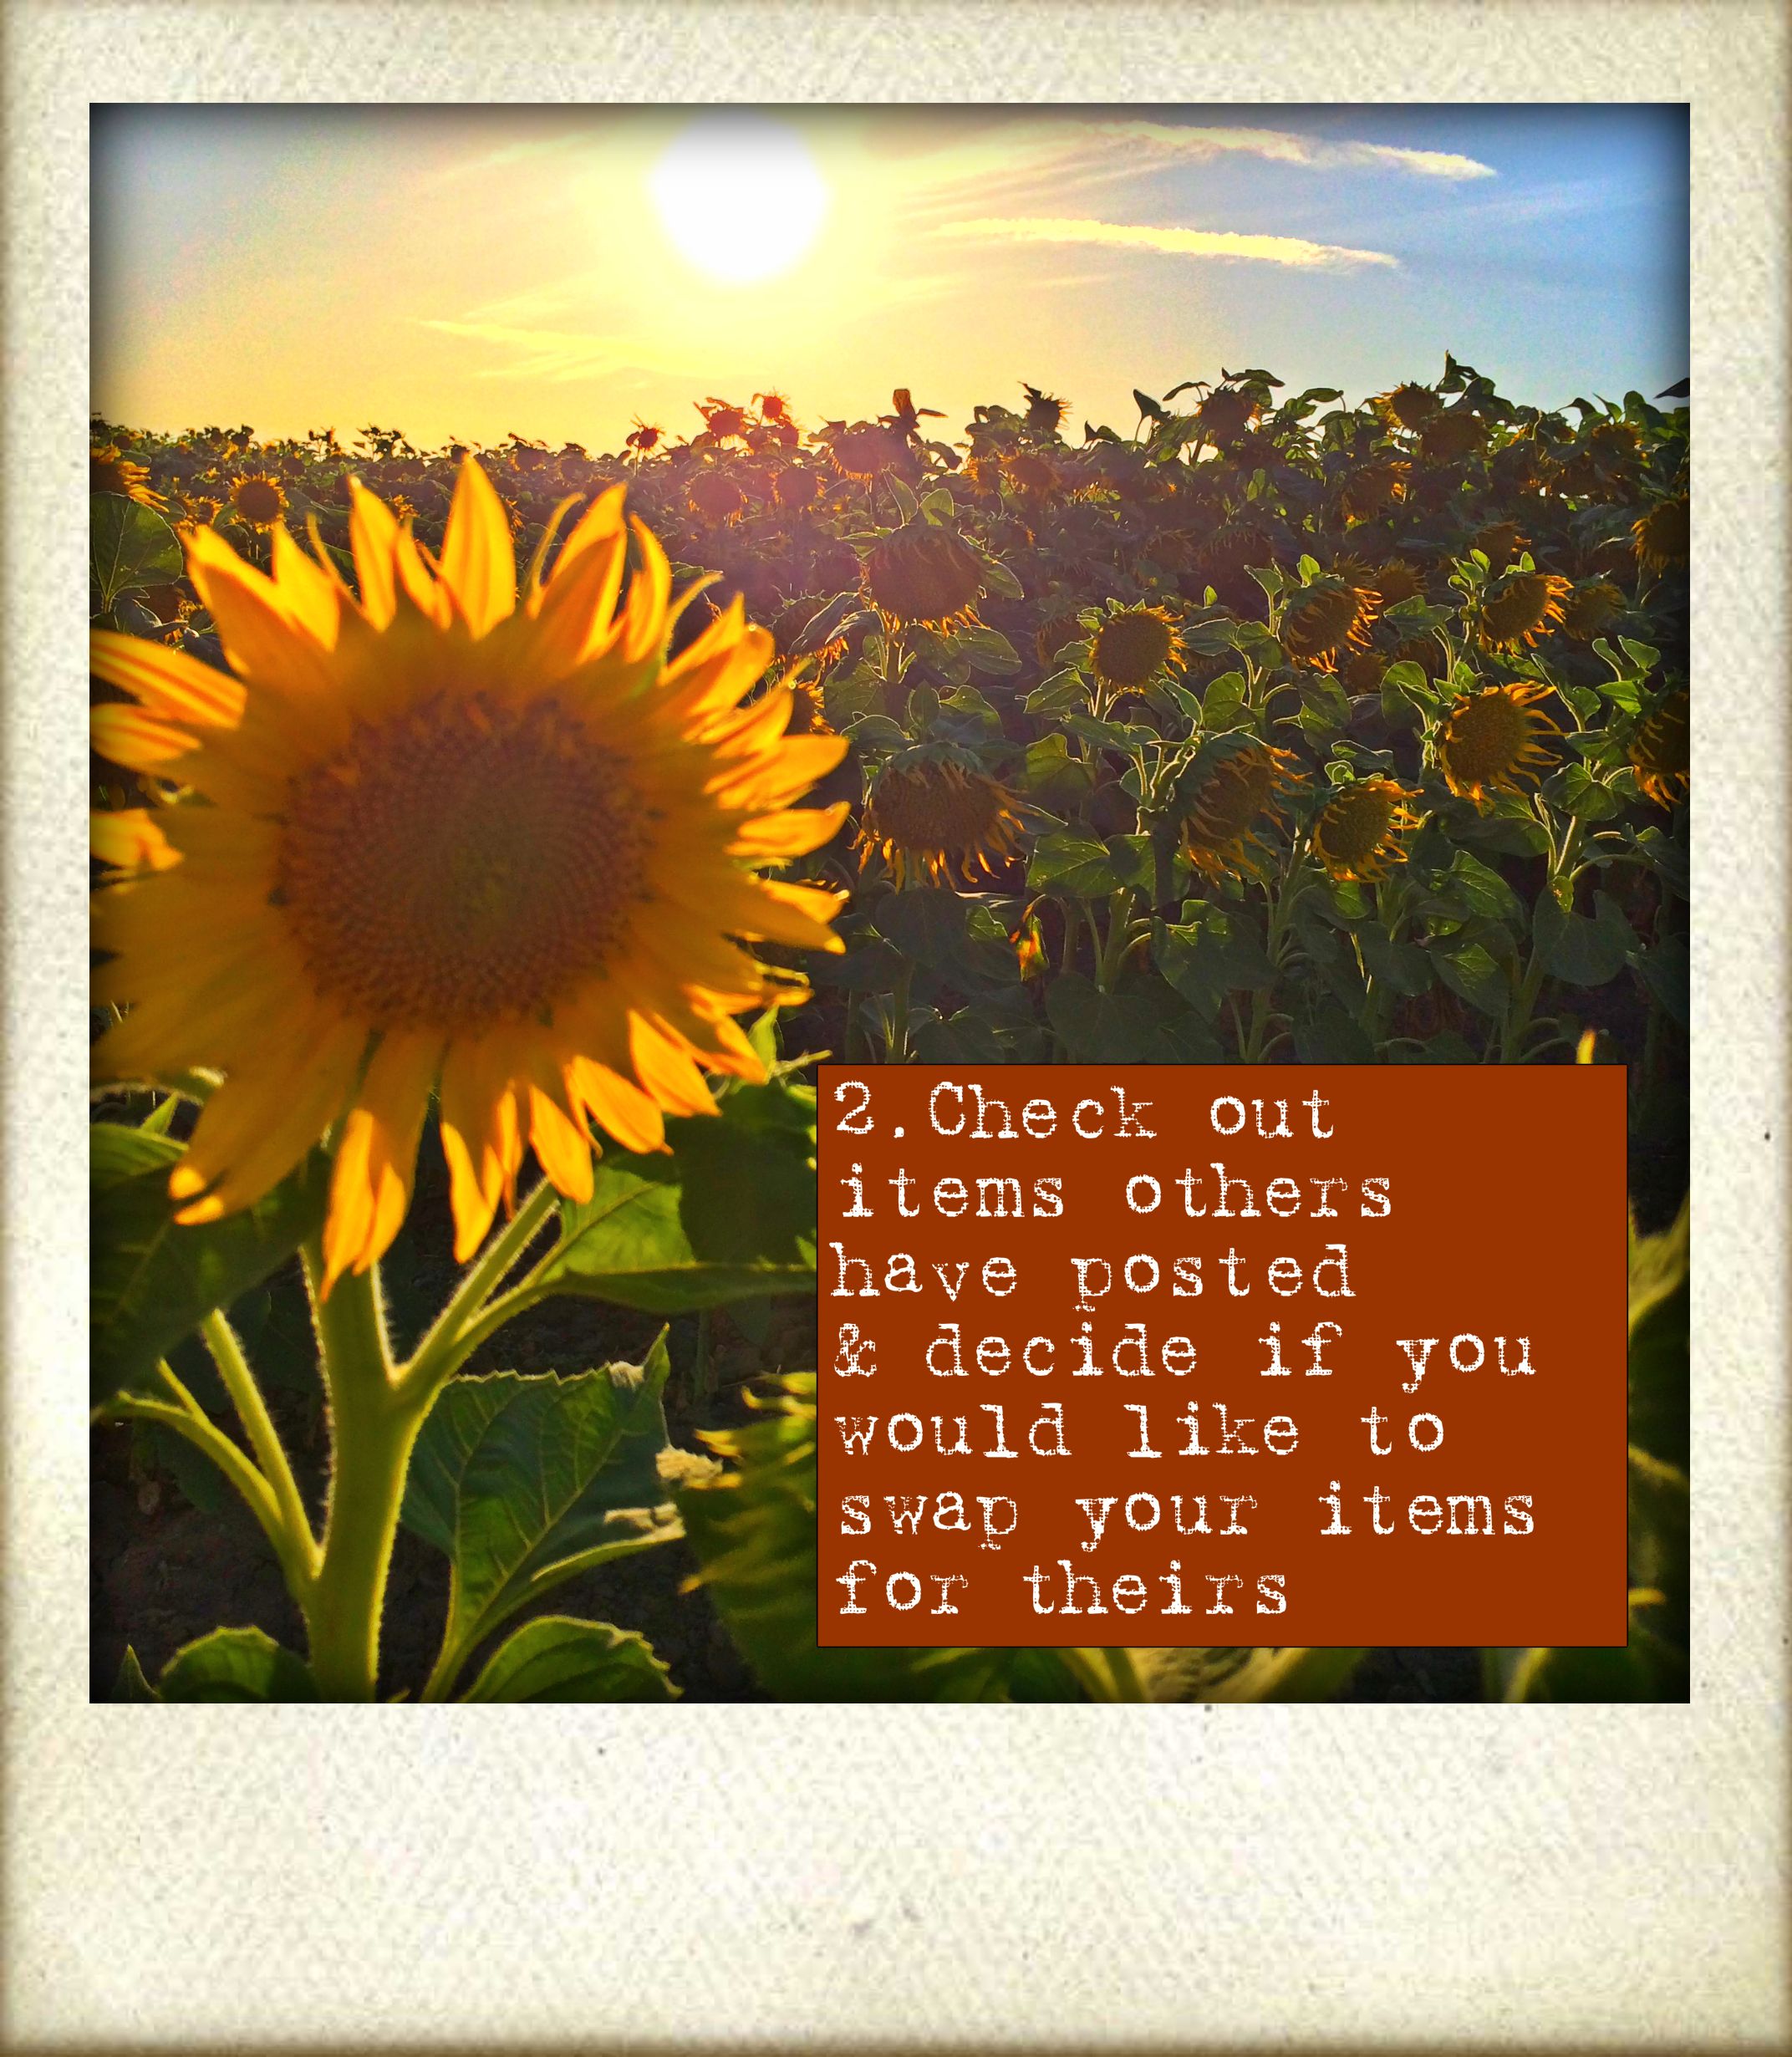 2.Check out
items others
have posted
& decide if you
would like to
swap your items
for theirs